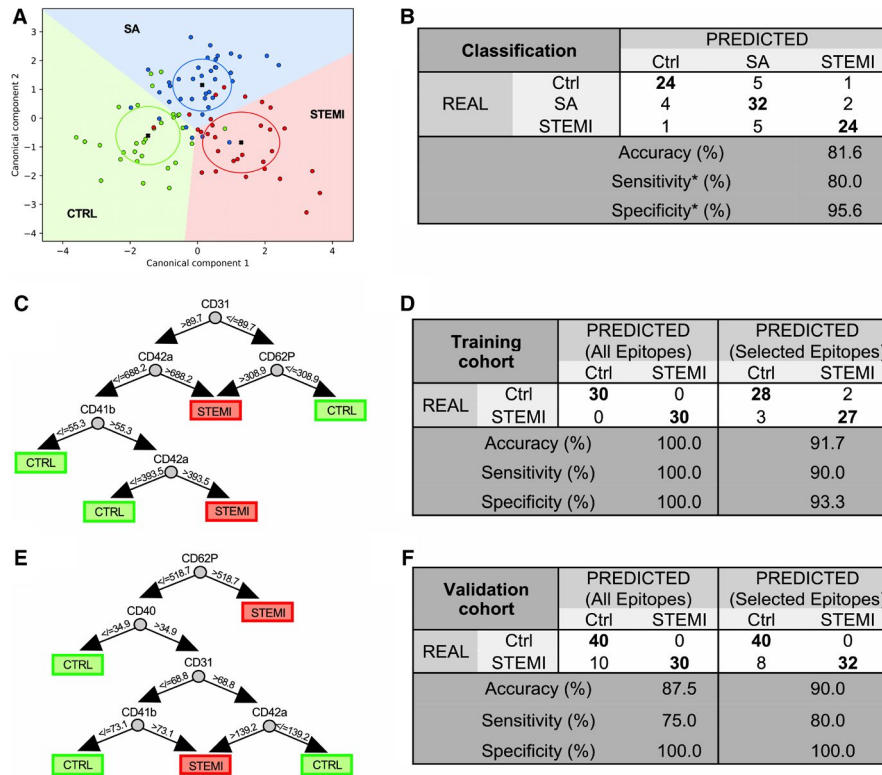 A
SA
STEMI
CTRL
Canonical component 2
3
2
1
0
−1
−2
−3
−4
−4 −2 0 2 4
Canonical component 1
B
Classification PREDICTED
Ctrl SA STEMI
REAL Ctrl 24 5 1
SA 4 32 2
STEMI 1 5 24
Accuracy (%) 81.6
Sensitivity* (%) 80.0
Specificity* (%) 95.6
C
CD31
>89.7 </=89.7
CD42a CD62P
</=688.2 >688.2 >308.9 </=308.9
CD41b STEMI CTRL
</=55.3 >55.3
CTRL CD42a
</=393.5 >393.5
CTRL STEMI
D
Training cohort PREDICTED (All Epitopes) PREDICTED (Selected Epitopes)
Ctrl STEMI Ctrl STEMI
REAL Ctrl 30 0 28 2
STEMI 0 30 3 27
Accuracy (%) 100.0 91.7
Sensitivity (%) 100.0 90.0
Specificity (%) 100.0 93.3
E
CD62P
</=518.7 >518.7
CD40 STEMI
</=34.9 >34.9
CTRL CD31
</=68.8 >68.8
CD41b CD42a
</=73.1 >73.1 >139.2 </=139.2
CTRL STEMI CTRL
F
Validation cohort PREDICTED (All Epitopes) PREDICTED (Selected Epitopes)
Ctrl STEMI Ctrl STEMI
REAL Ctrl 40 0 40 0
STEMI 10 30 8 32
Accuracy (%) 87.5 90.0
Sensitivity (%) 75.0 80.0
Specificity (%) 100.0 100.0